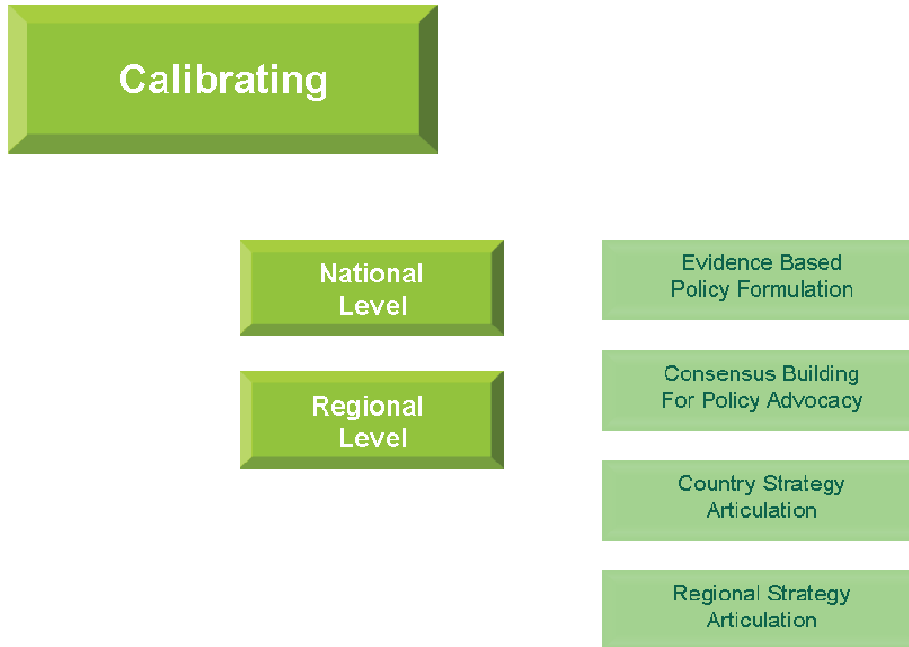 Calibrating
National
Level
Regional
Level
Evidence Based
Policy Formulation
Consensus Building
For Policy Advocacy
Country Strategy
Articulation
Regional Strategy
Articulation